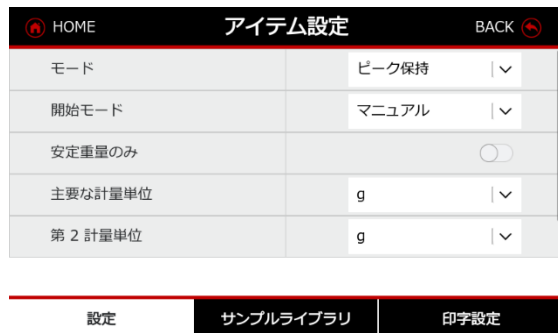 HOME アイテム設定 BACK
モード ピーク保持
開始モード マニュアル
安定重量のみ
主要な計量単位 g
第 2 計量単位 g
設定 サンプルライブラリ 印字設定